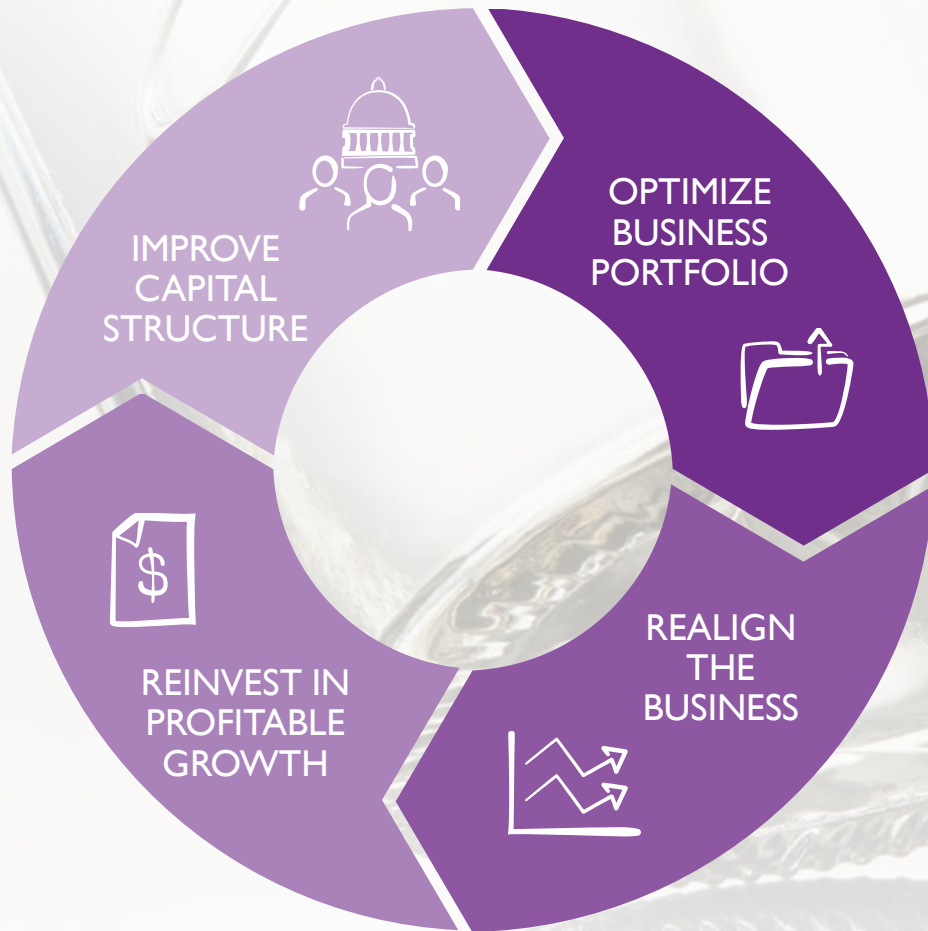 OPTIMIZE
BUSINESS
PORTFOLIO
REALIGN
THE
BUSINESS
REINVEST IN
PROFITABLE
GROWTH
$
IMPROVE
CAPITAL
STRUCTURE